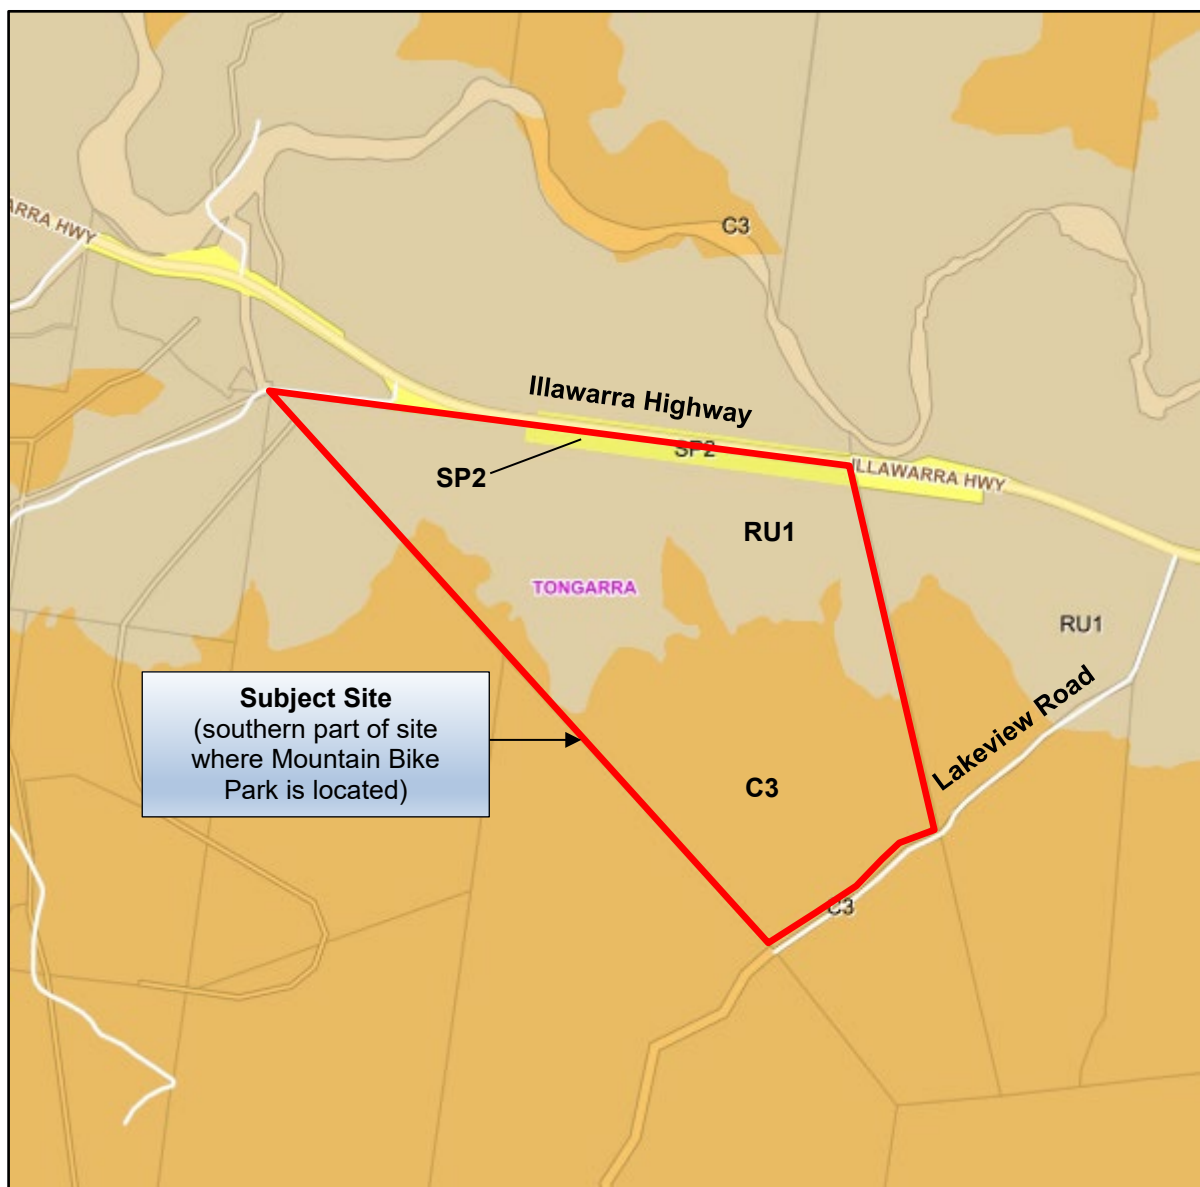 C3
ARRA HWY
Illawarra Highway
SP2
SP2
ILLAWARRA HWY
RU1
TONGARRA
RU1
Subject Site
(southern part of site
where Mountain Bike
Park is located)
Lakeview Road
C3
C3